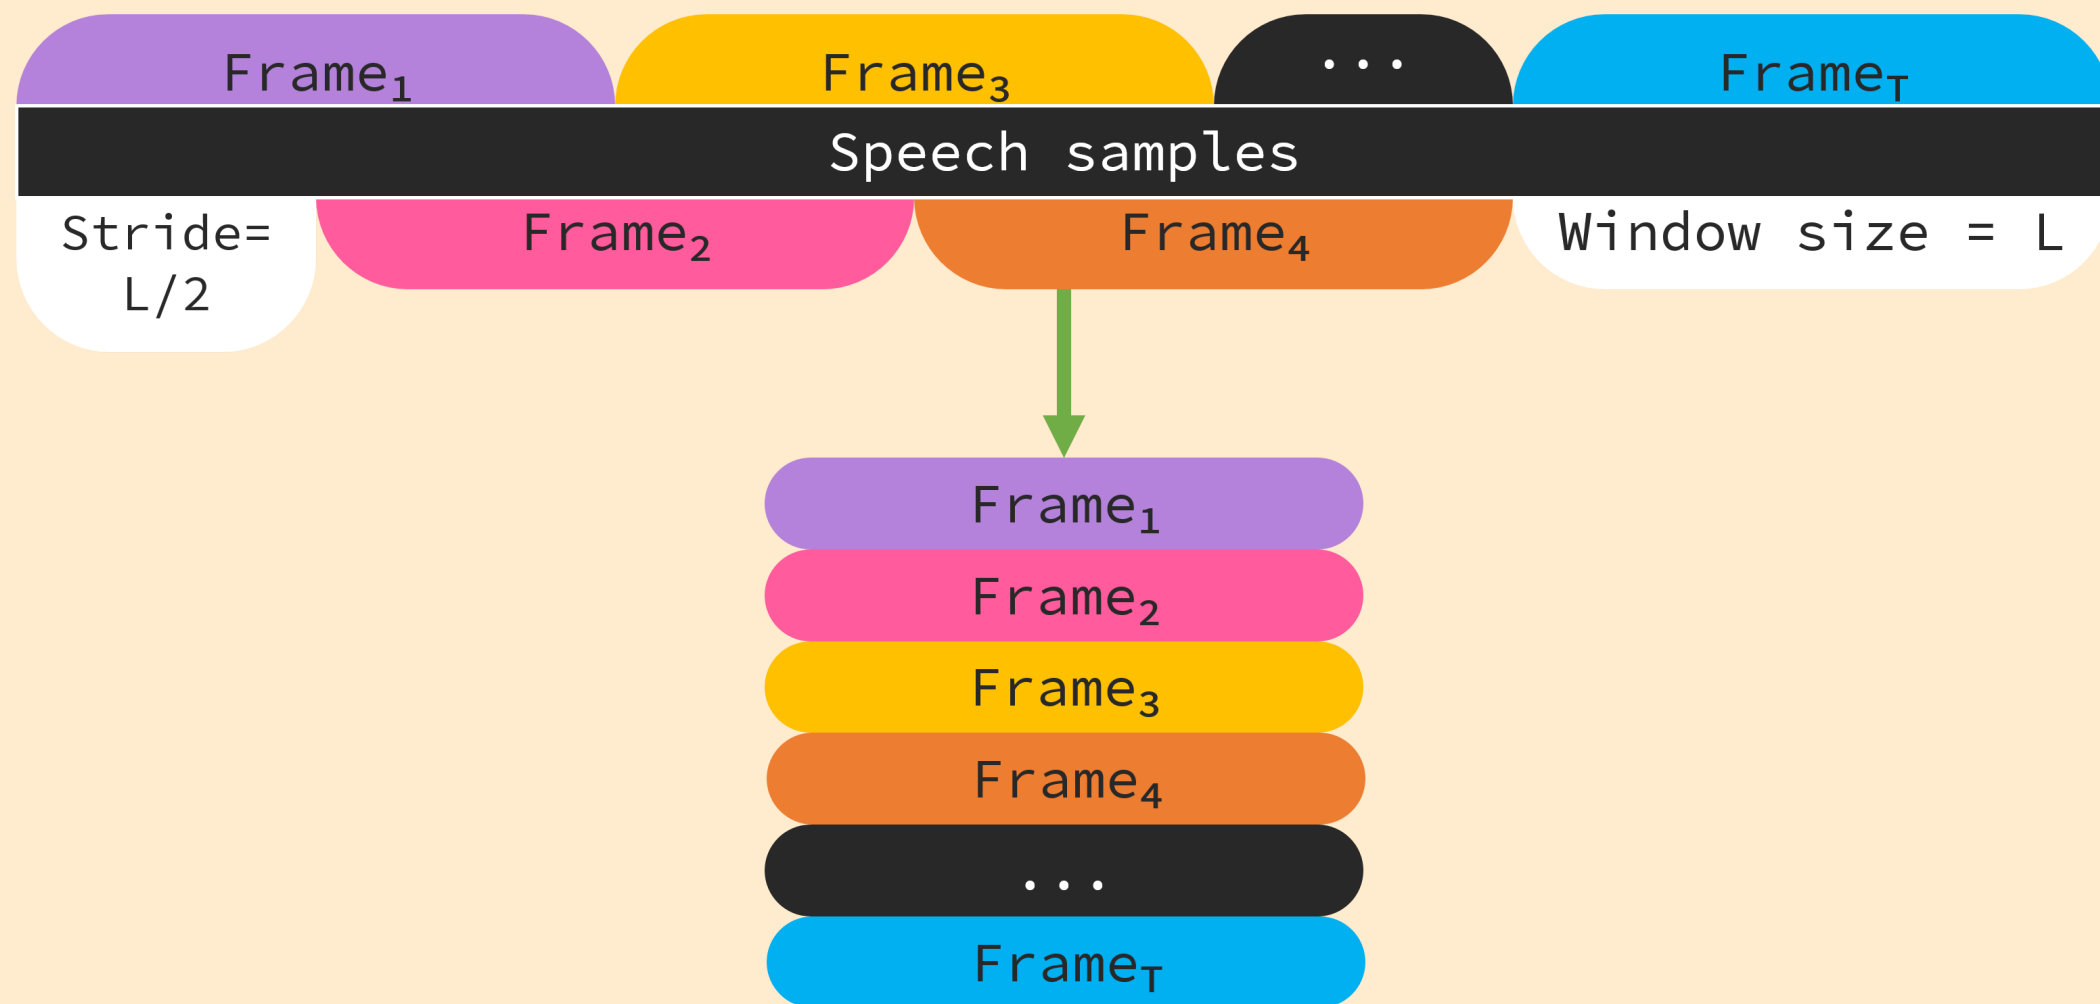 Frame₁ Frame₃ ... Frame_T
Speech samples
Stride= Frame₂ Frame₄ Window size = L
L/2
Frame₁
Frame₂
Frame₃
Frame₄
...
Frame_T